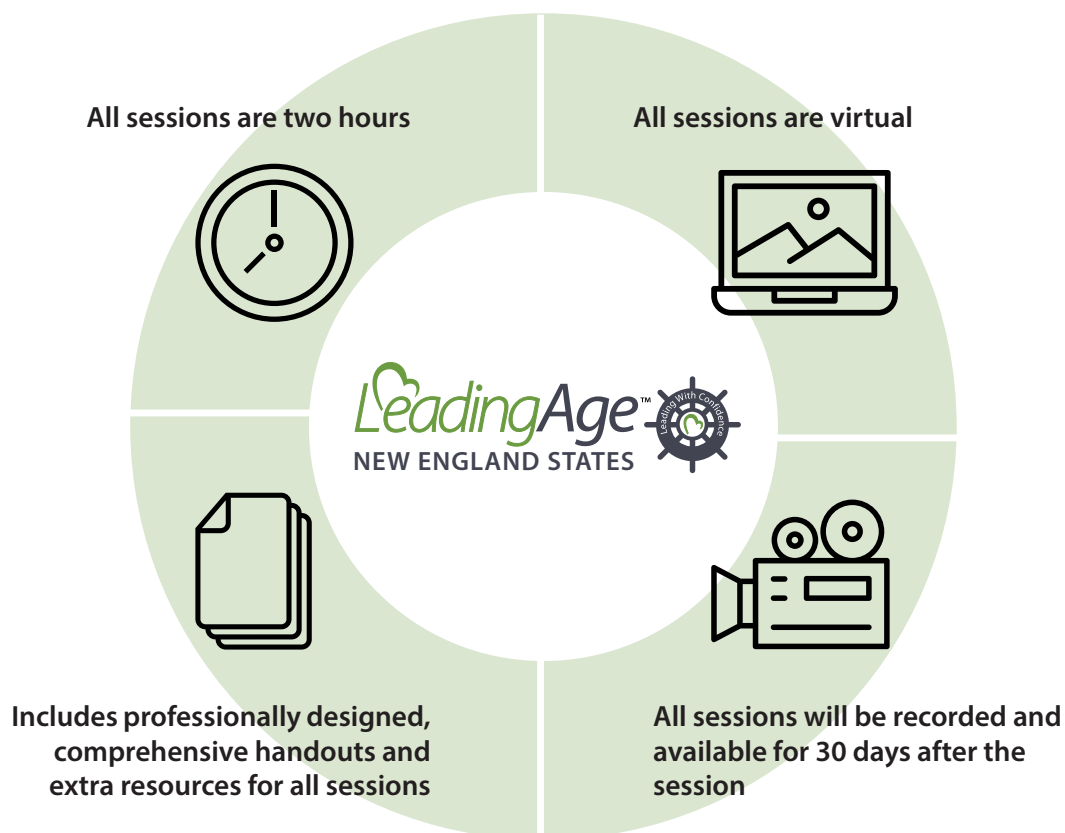 All sessions are two hours
All sessions are virtual
LeadingAge™
Leading With Confidence
NEW ENGLAND STATES
Includes professionally designed,
comprehensive handouts and
extra resources for all sessions
All sessions will be recorded and
available for 30 days after the
session